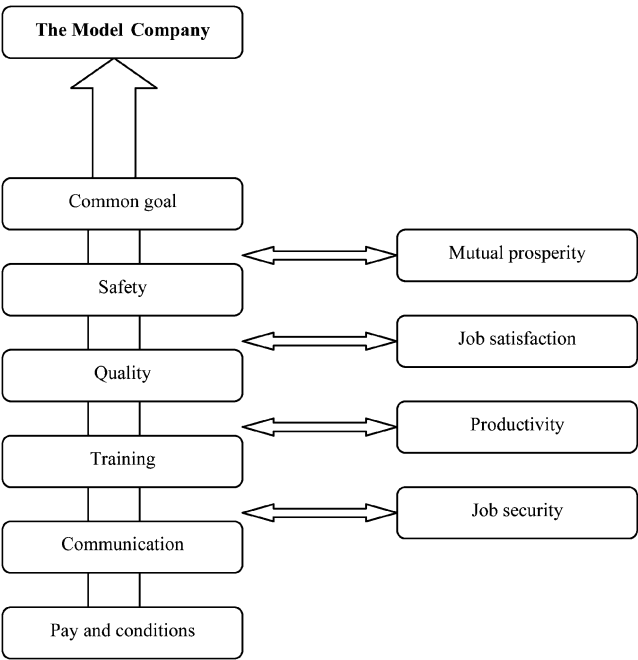 The Model Company
Common goal
Mutual prosperity
Safety
Job satisfaction
Quality
Productivity
Training
Job security
Communication
Pay and conditions